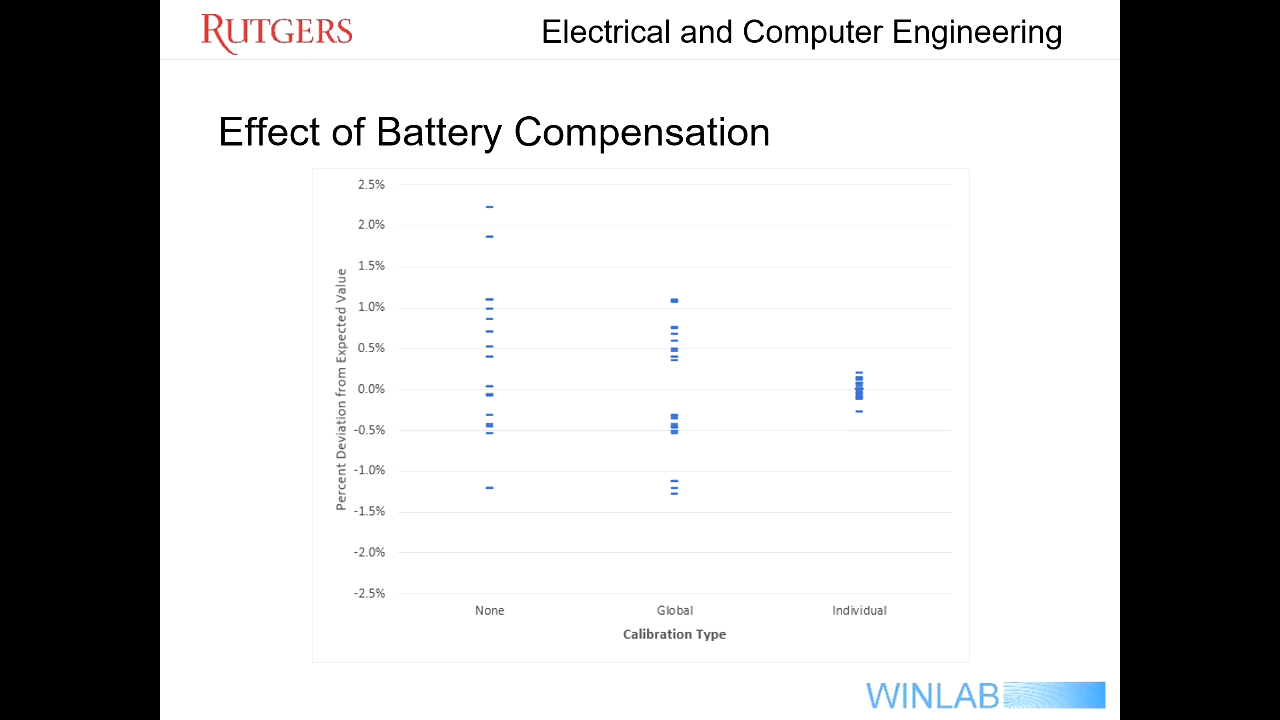 RUTGERS
Electrical and Computer Engineering
Effect of Battery Compensation
Percent Deviation from Expected Value
2.5%
2.0%
1.5%
1.0%
0.5%
0.0%
-0.5%
-1.0%
-1.5%
-2.0%
-2.5%
None
Global
Individual
Calibration Type
WINLAB